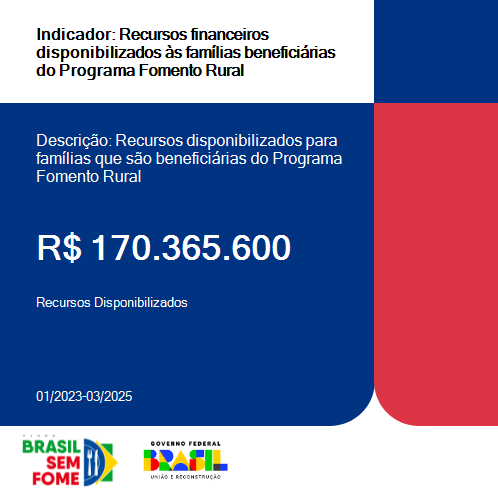 Indicador: Recursos financeiros
disponibilizados às famílias beneficiárias
do Programa Fomento Rural
Descrição: Recursos disponibilizados para
famílias que são beneficiárias do Programa
Fomento Rural
R$ 170.365.600
Recursos Disponibilizados
01/2023-03/2025
PLANO
BRASIL
SEM
FOME
GOVERNO FEDERAL
BRASIL
UNIÃO E RECONSTRUÇÃO